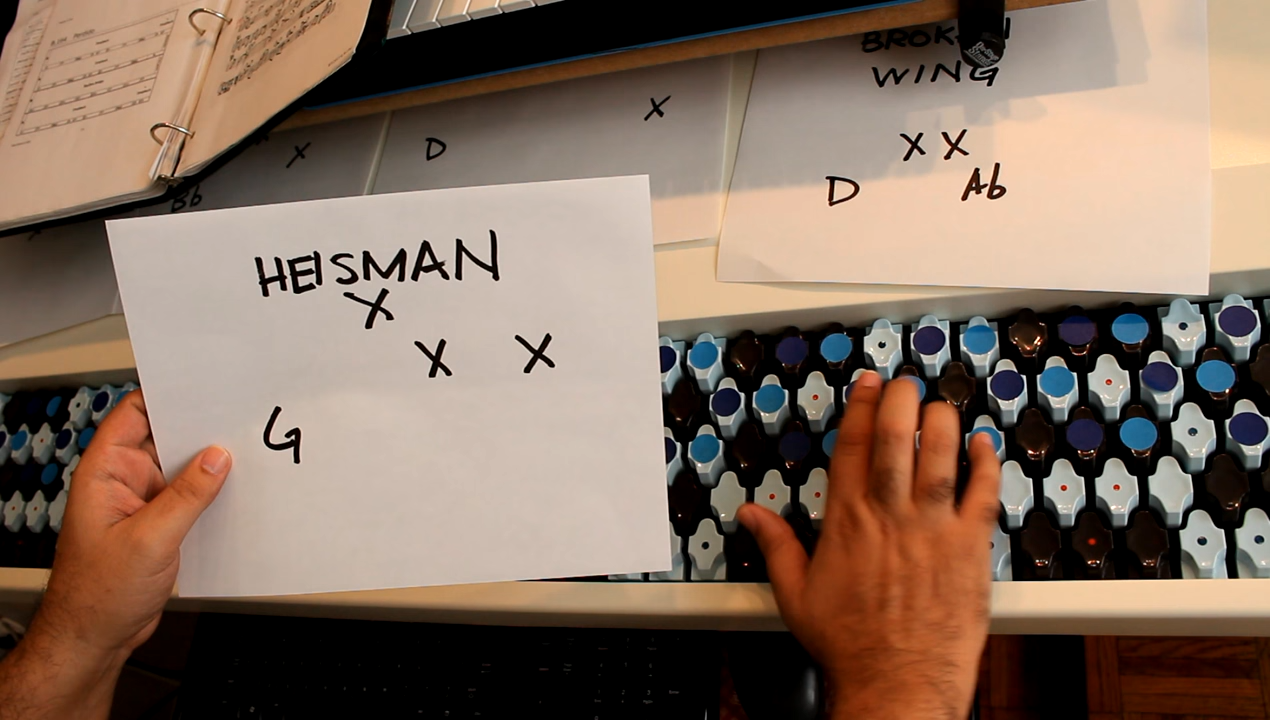 BROKEN
WING
X X
D Ab
X
D
X
Bb
HEISMAN
X
X X
G